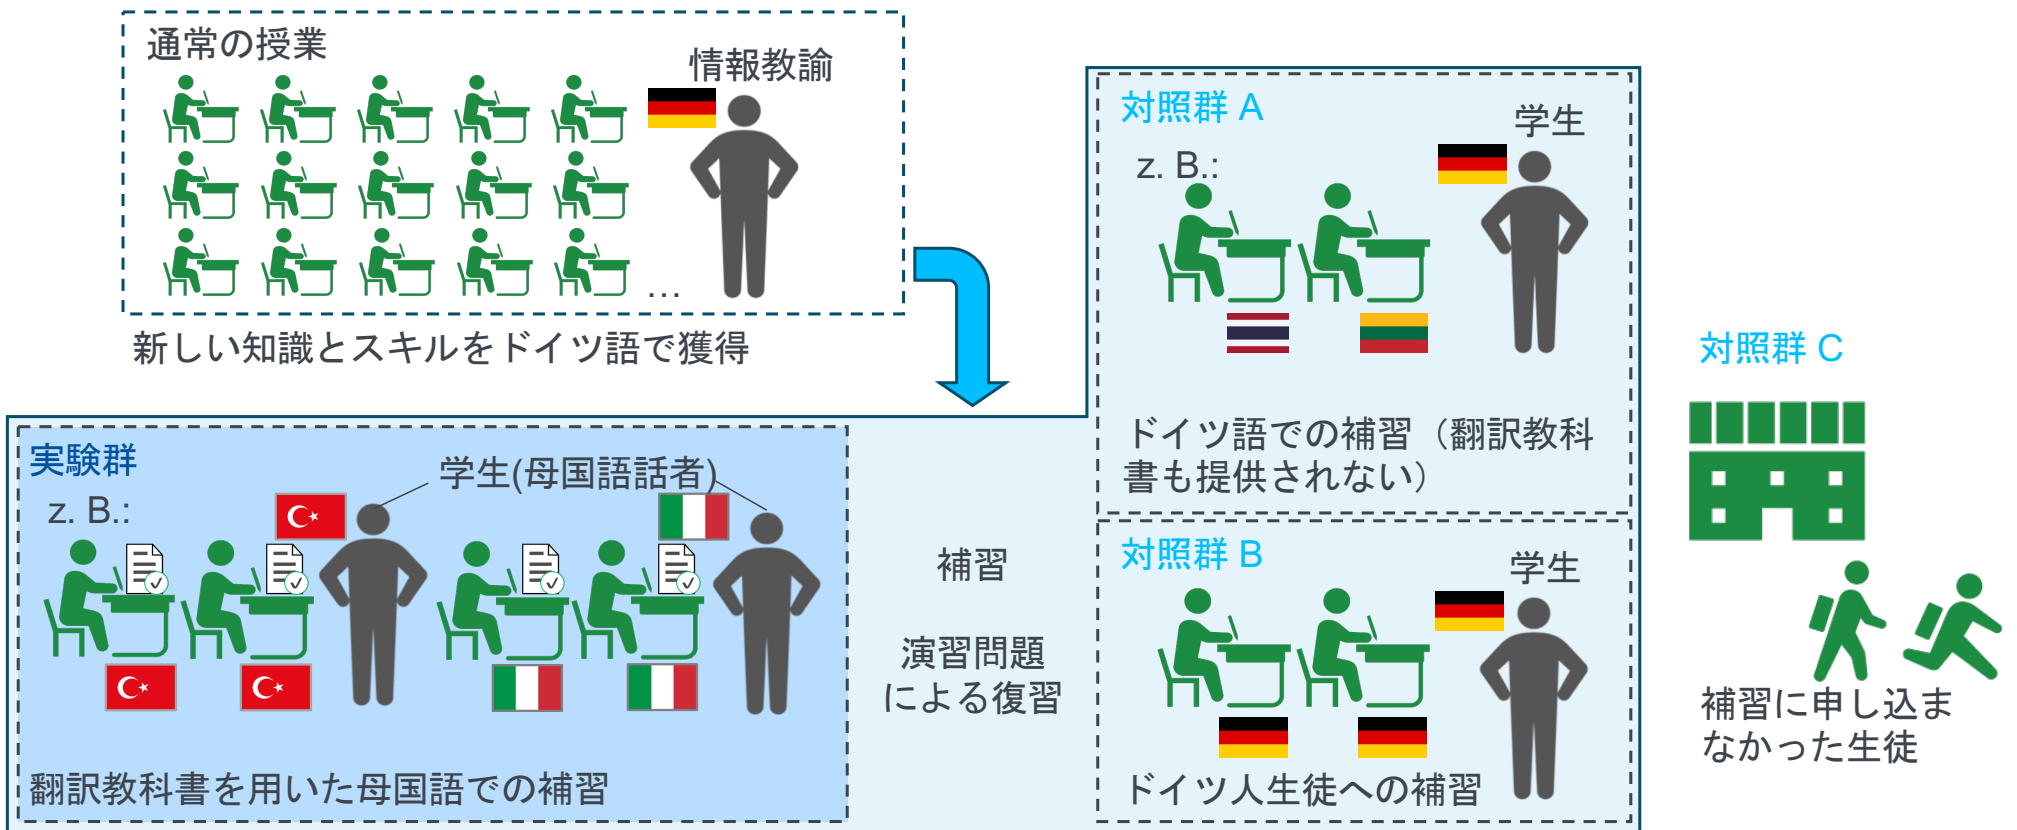 通常の授業
情報教諭
…
新しい知識とスキルをドイツ語で獲得
実験群
z. B.:
学生(母国語話者)
翻訳教科書を用いた母国語での補習
補習
演習問題
による復習
対照群 A
z. B.:
学生
ドイツ語での補習（翻訳教科
書も提供されない）
対照群 B
学生
ドイツ人生徒への補習
対照群 C
補習に申し込ま
なかった生徒